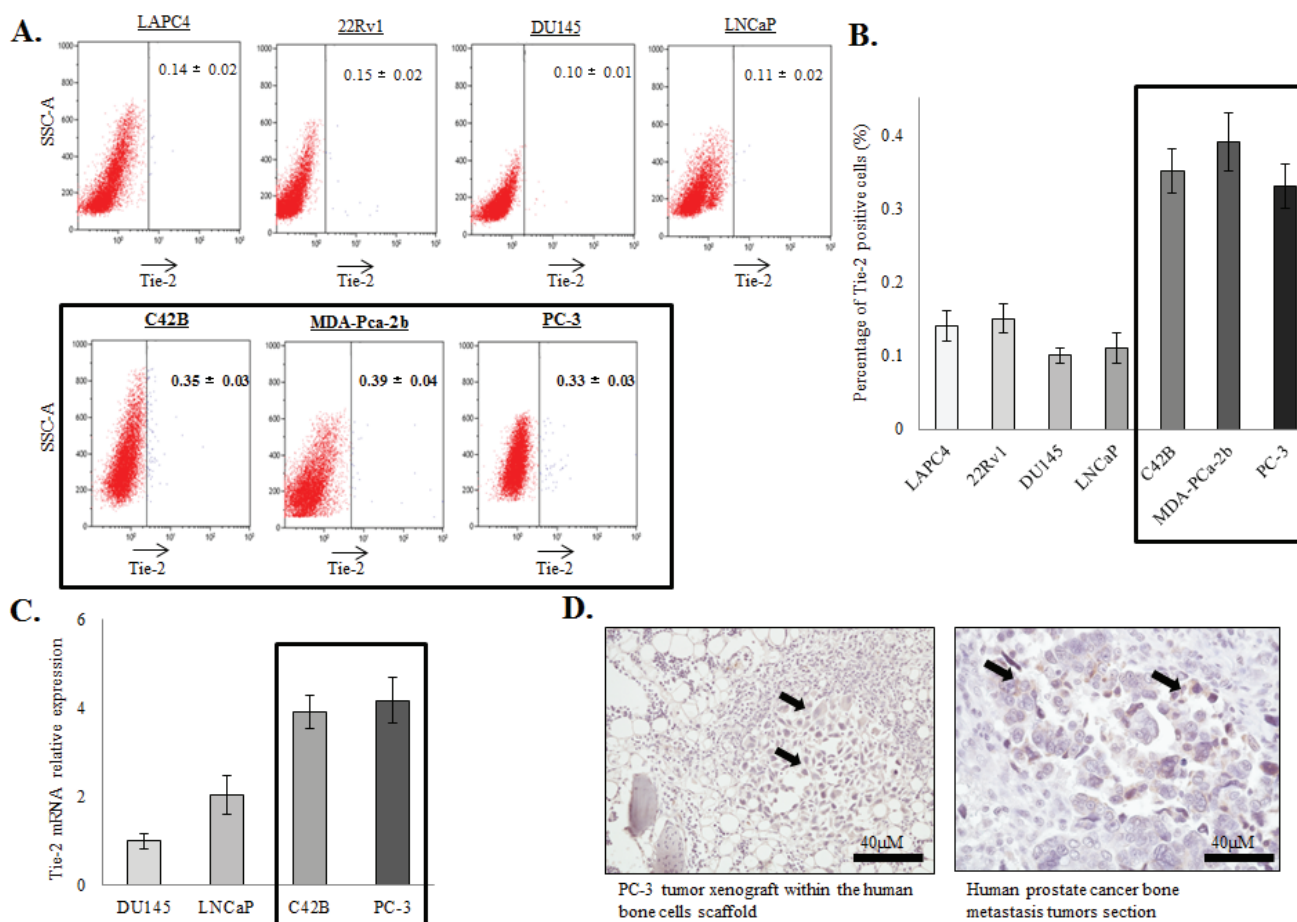 A.
LAPC4
22Rv1
DU145
LNCaP
1000
800
600
400
200
0.14 ± 0.02
0.15 ± 0.02
0.10 ± 0.01
0.11 ± 0.02
SSC-A
Tie-2
Tie-2
Tie-2
Tie-2
C42B
MDA-Pca-2b
PC-3
0.35 ± 0.03
0.39 ± 0.04
0.33 ± 0.03
SSC-A
Tie-2
Tie-2
Tie-2
B.
Percentage of Tie-2 positive cells (%)
0.4
0.3
0.2
0.1
0
LAPC4
22Rv1
DU145
LNCaP
C42B
MDA-PCa-2b
PC-3
C.
Tie-2 mRNA relative expression
6
4
2
0
DU145
LNCaP
C42B
PC-3
D.
40µM
40µM
PC-3 tumor xenograft within the human
bone cells scaffold
Human prostate cancer bone
metastasis tumors section